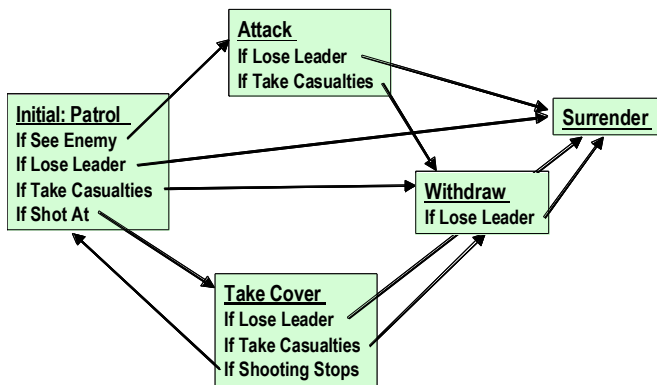 Attack
If Lose Leader
If Take Casualties
Initial: Patrol
If See Enemy
If Lose Leader
If Take Casualties
If Shot At
Surrender
Withdraw
If Lose Leader
Take Cover
If Lose Leader
If Take Casualties
If Shooting Stops